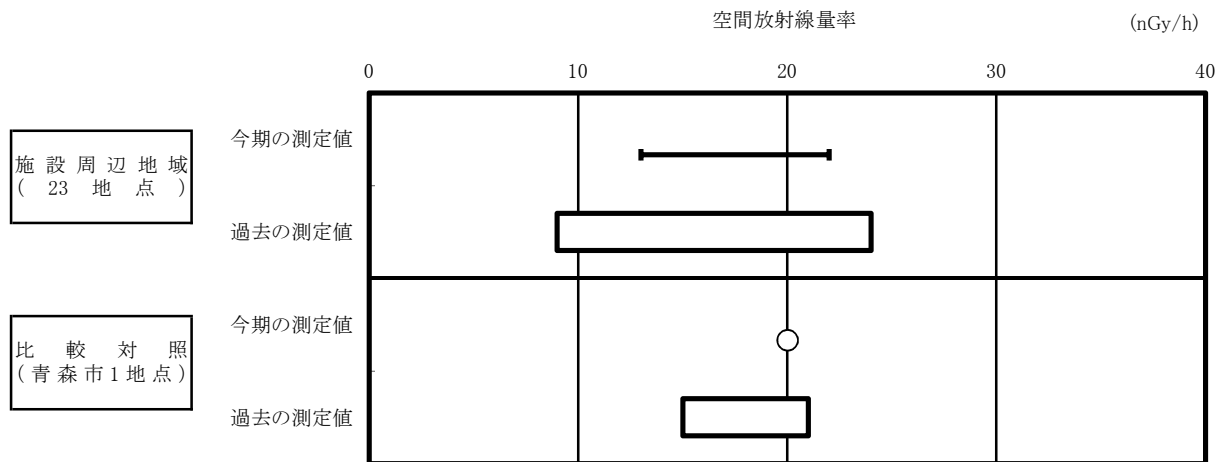 空間放射線量率 (nGy/h)
0 10 20 30 40
今期の測定値
施設周辺地域
( 23 地点 )
過去の測定値
今期の測定値
比較対照
(青森市1地点)
過去の測定値